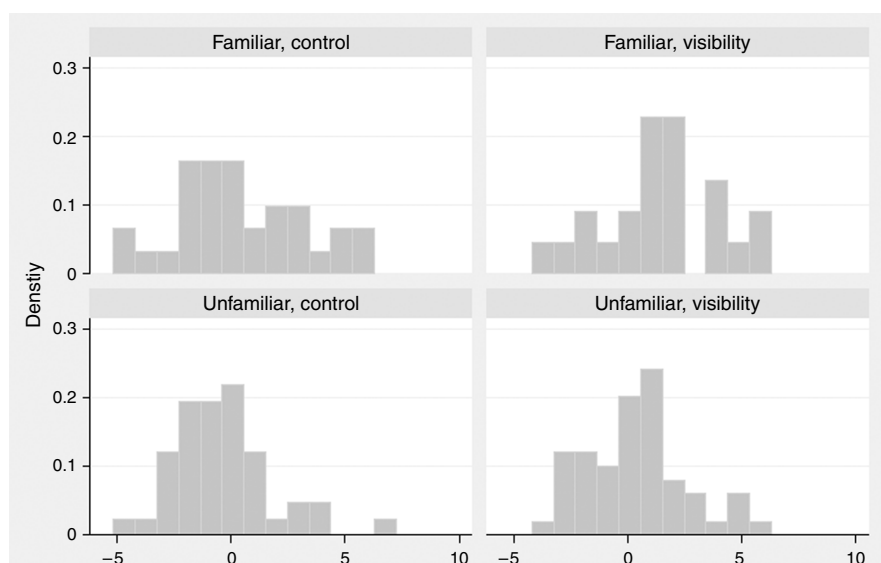 Familiar, control
Familiar, visibility
0.3
0.2
0.1
0
Denstiy
Unfamiliar, control
Unfamiliar, visibility
0.3
0.2
0.1
0
−5 0 5 10
−5 0 5 10